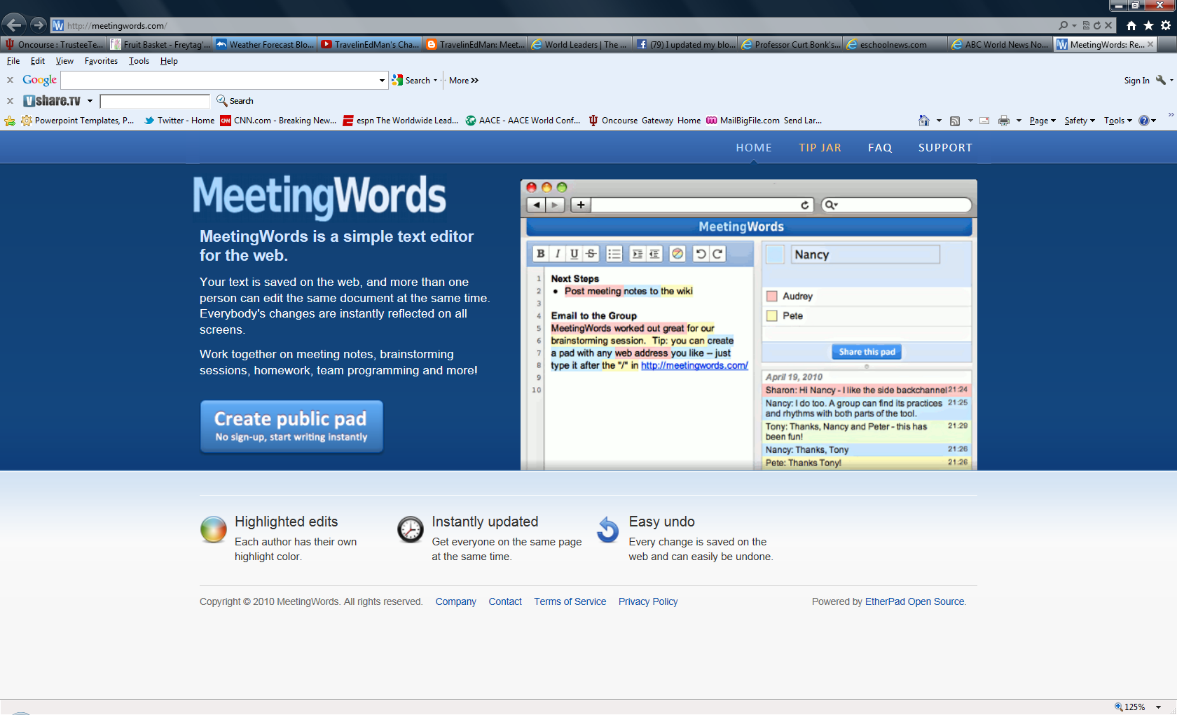 http://meetingwords.com/
Oncourse : TrusteeTe...
Fruit Basket - Freytag'...
Weather Forecast Blo...
TravelinEdMan's Cha...
TravelinEdMan: Meet...
World Leaders | The ...
(79) I updated my blo...
Professor Curt Bonk's...
eschoolnews.com
ABC World News No...
MeetingWords: Re...
File Edit View Favorites Tools Help
Google Search More »
Sign In
Vshare.TV Search
Powerpoint Templates, P...
Twitter - Home
CNN.com - Breaking New...
espn The Worldwide Lead...
AACE - AACE World Conf...
Oncourse Gateway Home
MailBigFile.com Send Lar...
Page Safety Tools
HOME TIP JAR FAQ SUPPORT
MeetingWords
MeetingWords is a simple text editor
for the web.
Your text is saved on the web, and more than one
person can edit the same document at the same time.
Everybody's changes are instantly reflected on all
screens.
Work together on meeting notes, brainstorming
sessions, homework, team programming and more!
Create public pad
No sign-up, start writing instantly
MeetingWords
B I U S
1 Next Steps
2 • Post meeting notes to the wiki
3
4 Email to the Group
5 MeetingWords worked out great for our
6 brainstorming session. Tip: you can create
7 a pad with any web address you like – just
8 type it after the "/" in http://meetingwords.com/
9
10
Nancy
Audrey
Pete
Share this pad
April 19, 2010
Sharon: Hi Nancy - I like the side backchannel 21:24
Nancy: I do too. A group can find its practices 21:25
and rhythms with both parts of the tool.
Tony: Thanks, Nancy and Peter - this has 21:29
been fun!
Nancy: Thanks, Tony 21:26
Pete: Thanks Tony! 21:26
Highlighted edits
Each author has their own
highlight color.
Instantly updated
Get everyone on the same page
at the same time.
Easy undo
Every change is saved on the
web and can easily be undone.
Copyright © 2010 MeetingWords. All rights reserved. Company Contact Terms of Service Privacy Policy
Powered by EtherPad Open Source.
125%